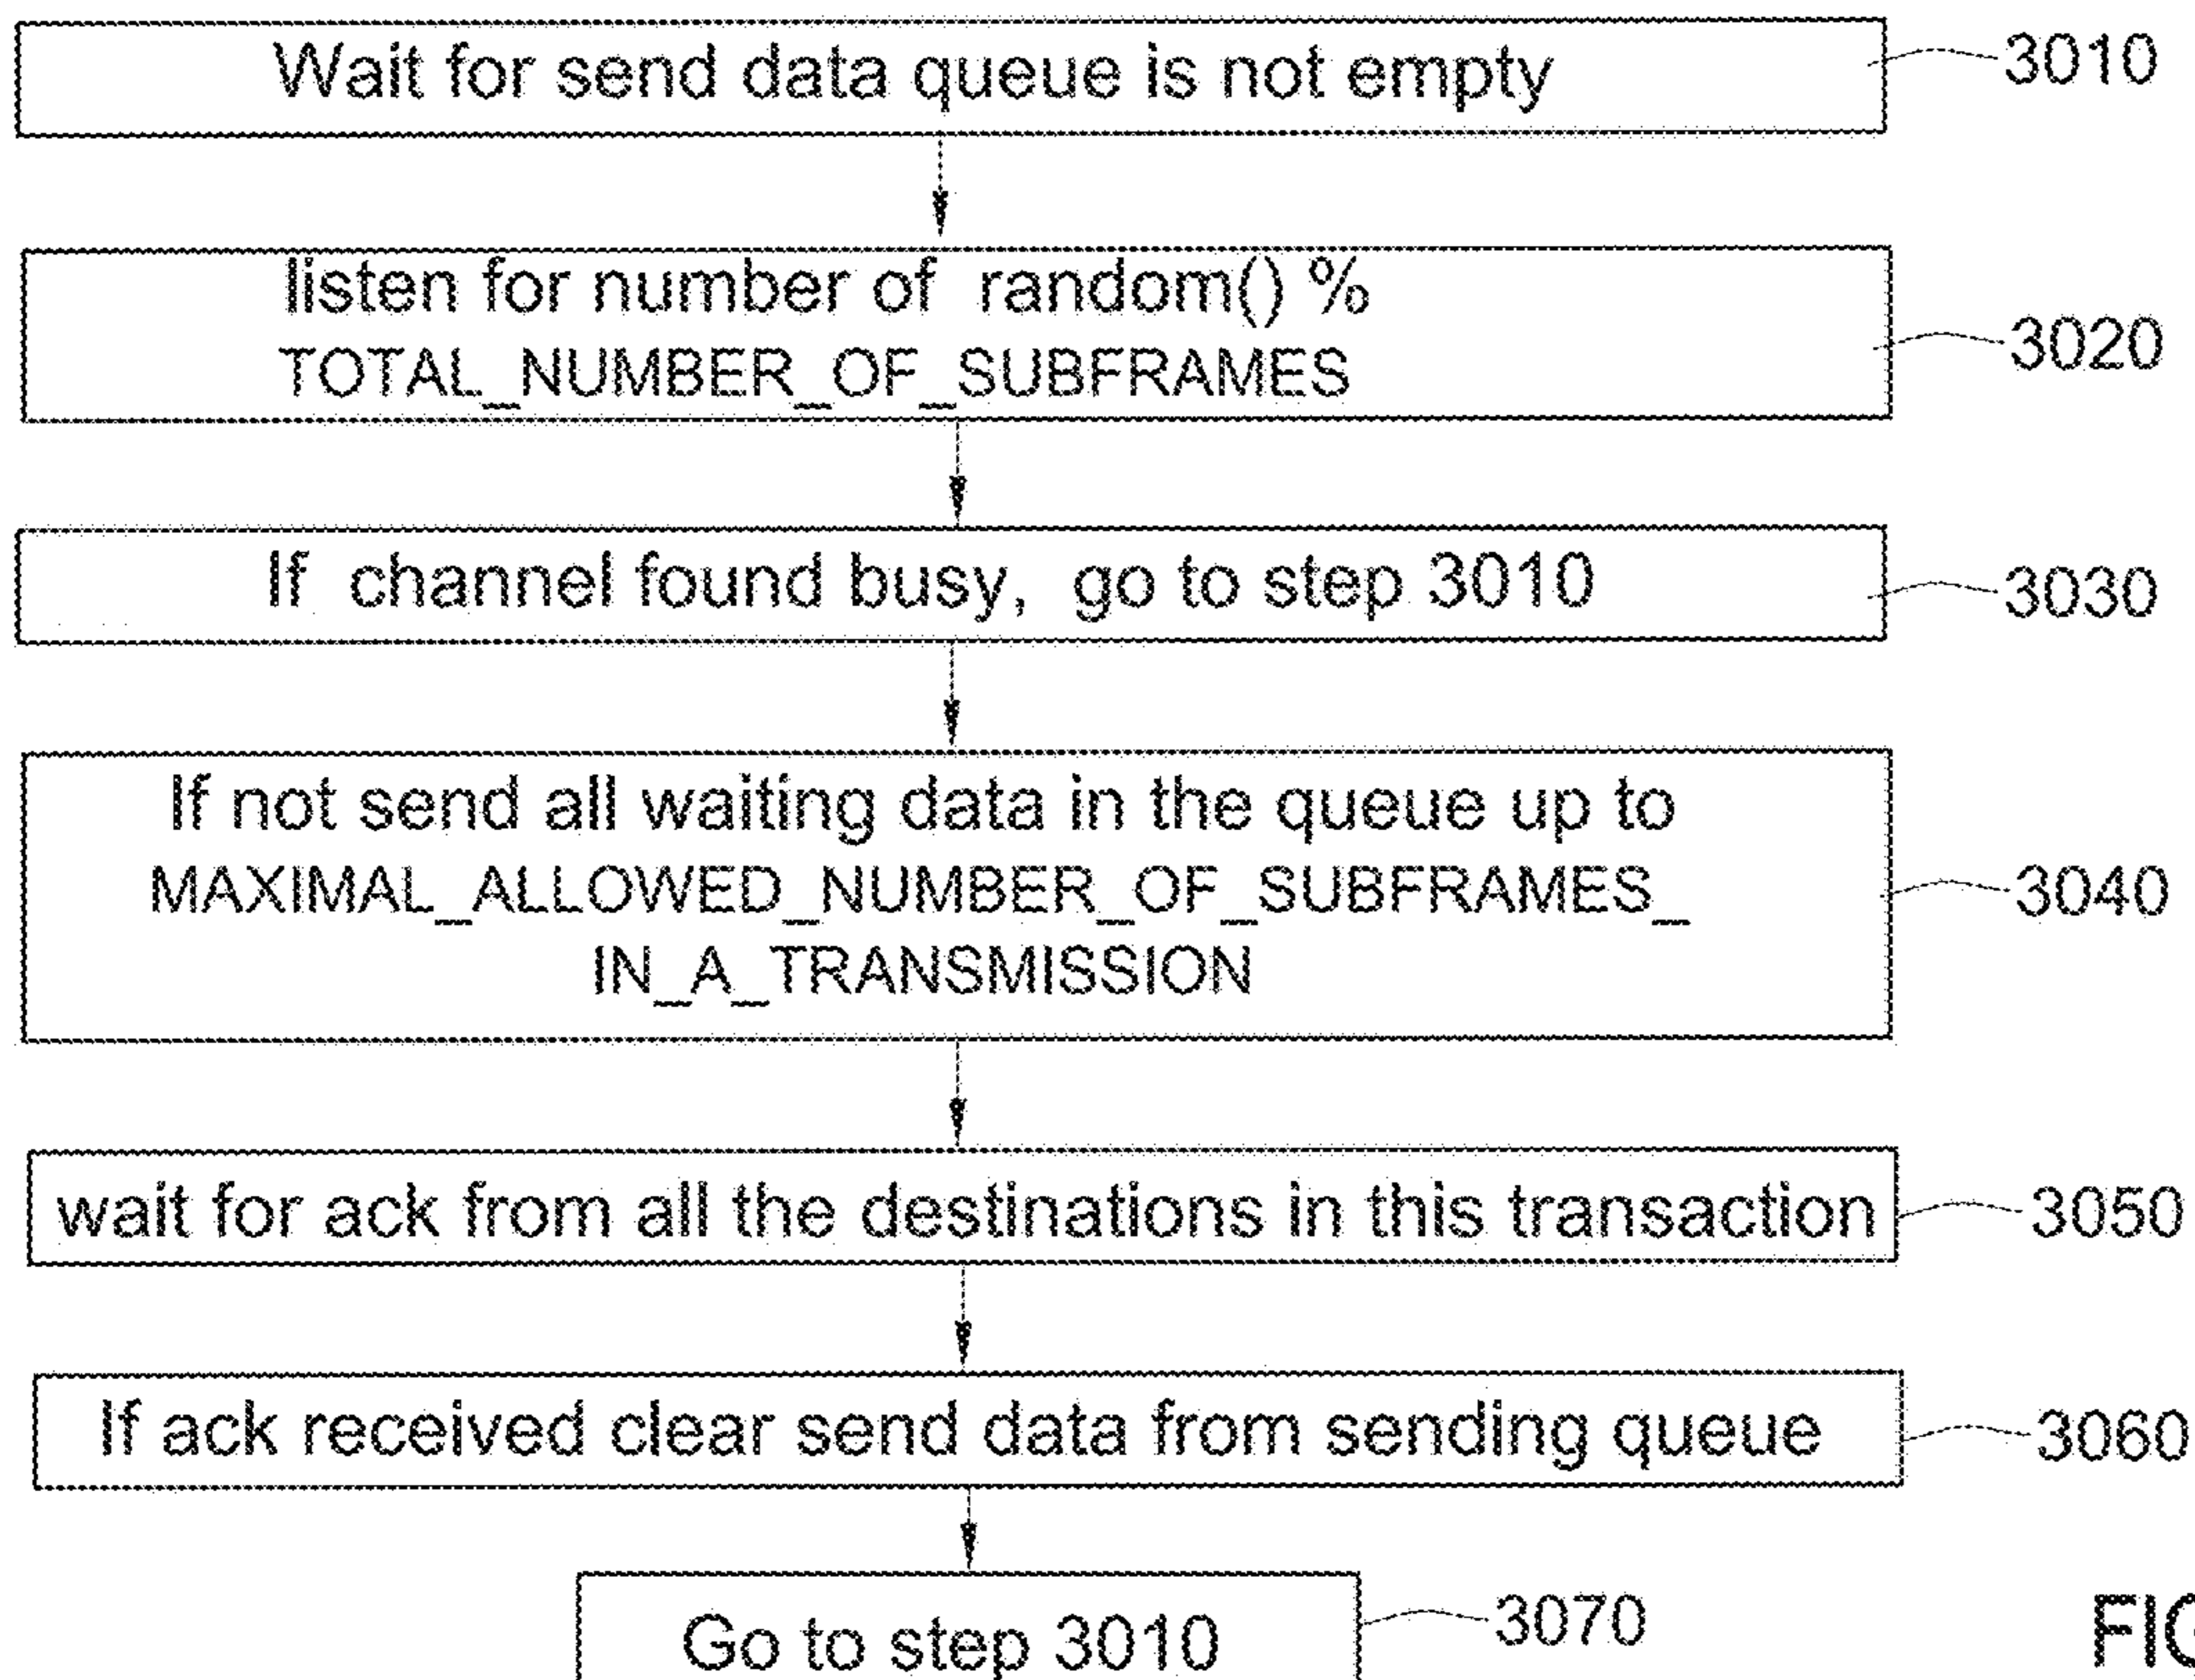 Wait for send data queue is not empty
3010
listen for number of random() %
TOTAL_NUMBER_OF_SUBFRAMES
3020
If channel found busy, go to step 3010
3030
If not send all waiting data in the queue up to
MAXIMAL_ALLOWED_NUMBER_OF_SUBFRAMES_
IN_A_TRANSMISSION
3040
wait for ack from all the destinations in this transaction
3050
If ack received clear send data from sending queue
3060
Go to step 3010
3070